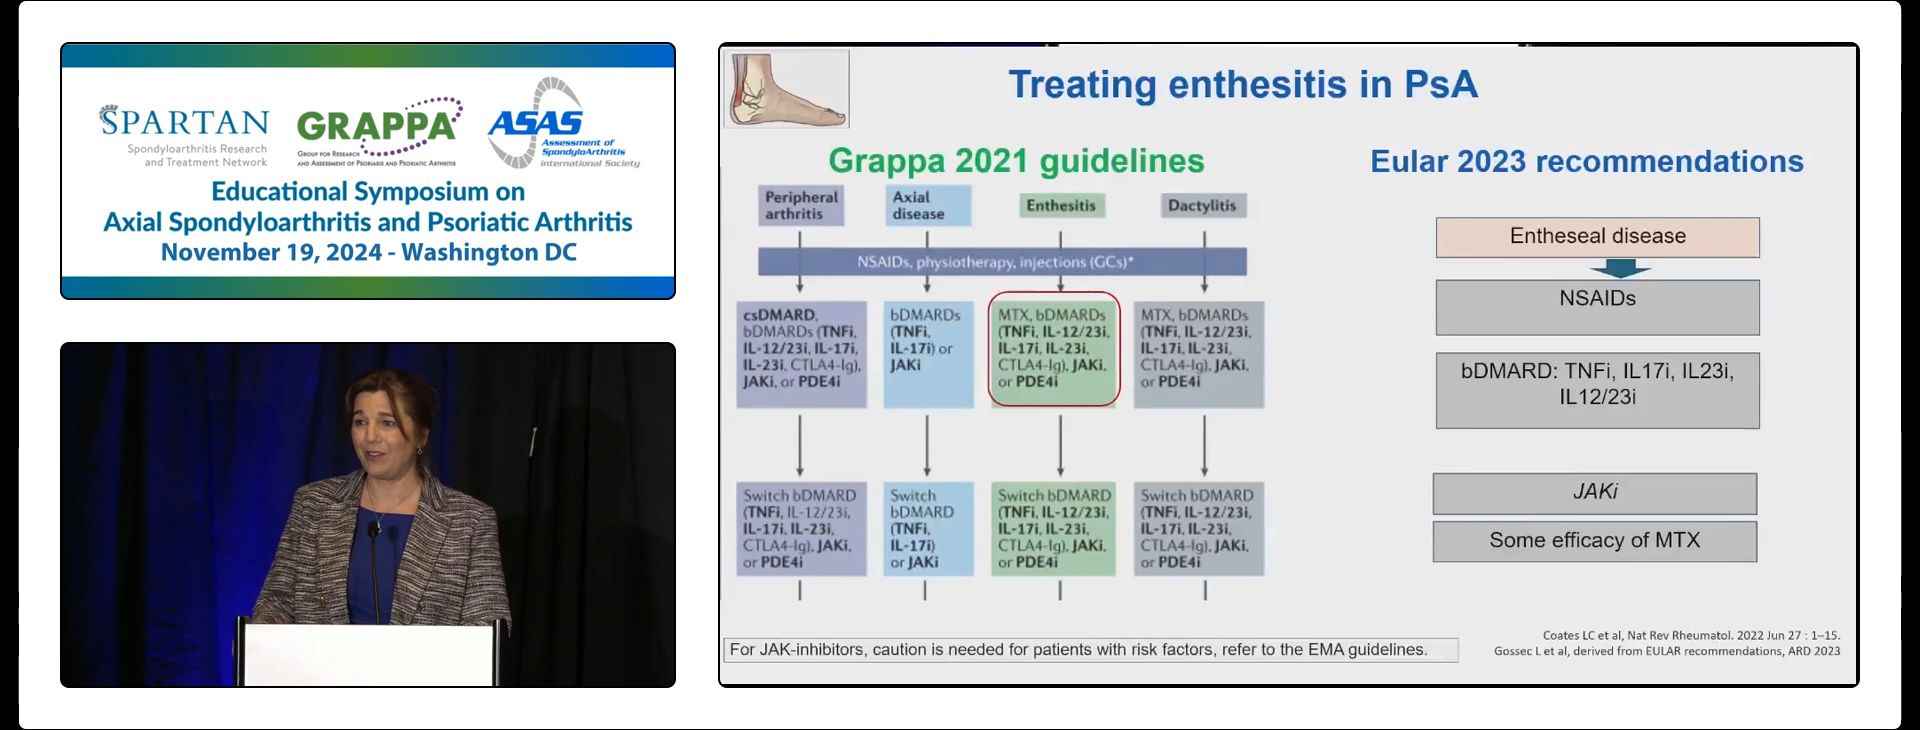 SPARTAN
Spondyloarthritis Research
and Treatment Network
GRAPPA
Group for Research
and Assessment of Psoriasis and Psoriatic Arthritis
ASAS
Assessment of
SpondyloArthritis
international Society
Educational Symposium on
Axial Spondyloarthritis and Psoriatic Arthritis
November 19, 2024 - Washington DC
Treating enthesitis in PsA
Grappa 2021 guidelines
Peripheral
arthritis
Axial
disease
Enthesitis
Dactylitis
NSAIDs, physiotherapy, injections (GCs)*
csDMARD,
bDMARDs (TNFi,
IL-12/23i, IL-17i,
IL-23i, CTLA4-Ig),
JAKi, or PDE4i
bDMARDs
(TNFi,
IL-17i) or
JAKi
MTX, bDMARDs
(TNFi, IL-12/23i,
IL-17i, IL-23i,
CTLA4-Ig), JAKi,
or PDE4i
MTX, bDMARDs
(TNFi, IL-12/23i,
IL-17i, IL-23i,
CTLA4-Ig), JAKi,
or PDE4i
Switch bDMARD
(TNFi, IL-12/23i,
IL-17i, IL-23i,
CTLA4-Ig), JAKi,
or PDE4i
Switch
bDMARD
(TNFi,
IL-17i)
or JAKi
Switch bDMARD
(TNFi, IL-12/23i,
IL-17i, IL-23i,
CTLA4-Ig), JAKi,
or PDE4i
Switch bDMARD
(TNFi, IL-12/23i,
IL-17i, IL-23i,
CTLA4-Ig), JAKi,
or PDE4i
Eular 2023 recommendations
Entheseal disease
NSAIDs
bDMARD: TNFi, IL17i, IL23i,
IL12/23i
JAKi
Some efficacy of MTX
For JAK-inhibitors, caution is needed for patients with risk factors, refer to the EMA guidelines.
Coates LC et al, Nat Rev Rheumatol. 2022 Jun 27 : 1–15.
Gossec L et al, derived from EULAR recommendations, ARD 2023